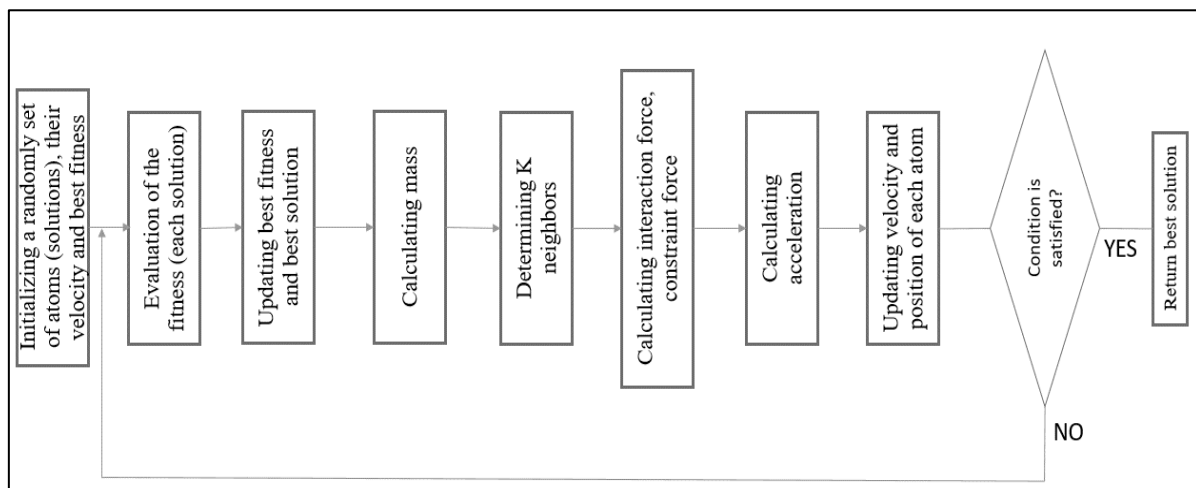 Initializing a randomly set
of atoms (solutions), their
velocity and best fitness
Evaluation of the
fitness (each solution)
Updating best fitness
and best solution
Calculating mass
Determining K
neighbors
Calculating interaction force,
constraint force
Calculating
acceleration
Updating velocity and
position of each atom
Condition is
satisfied?
YES
NO
Return best solution